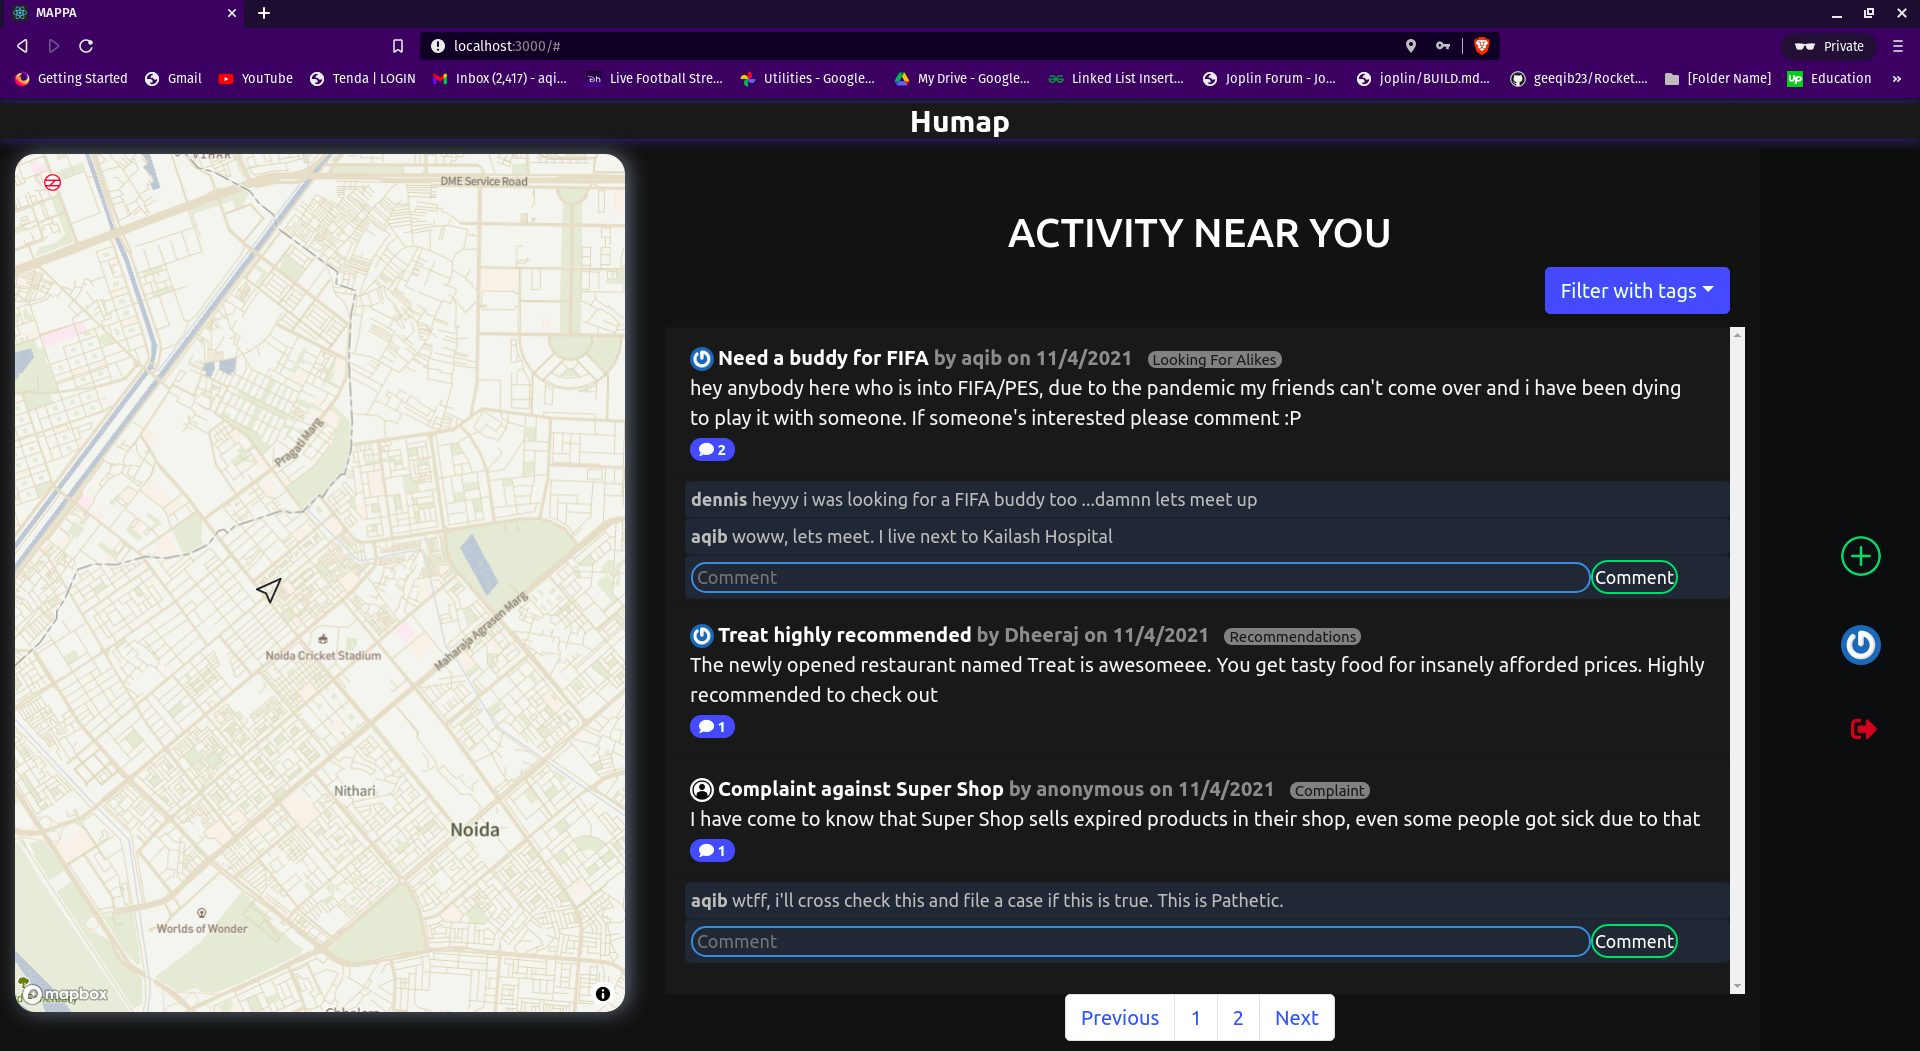 MAPPA
localhost:3000/#
Private
Getting Started
Gmail
YouTube
Tenda | LOGIN
Inbox (2,417) - aqi...
Live Football Stre...
Utilities - Google...
My Drive - Google...
Linked List Insert...
Joplin Forum - Jo...
joplin/BUILD.md...
geeqib23/Rocket....
[Folder Name]
Education
Humap
VIHAR
DME Service Road
Pragati Marg
Maharaja Agrasen Marg
Noida Cricket Stadium
Nithari
Noida
Worlds of Wonder
mapbox
ACTIVITY NEAR YOU
Filter with tags
Need a buddy for FIFA by aqib on 11/4/2021 Looking For Alikes
hey anybody here who is into FIFA/PES, due to the pandemic my friends can't come over and i have been dying
to play it with someone. If someone's interested please comment :P
2
dennis heyyy i was looking for a FIFA buddy too ...damnn lets meet up
aqib woww, lets meet. I live next to Kailash Hospital
Comment Comment
Treat highly recommended by Dheeraj on 11/4/2021 Recommendations
The newly opened restaurant named Treat is awesomeee. You get tasty food for insanely afforded prices. Highly
recommended to check out
1
Complaint against Super Shop by anonymous on 11/4/2021 Complaint
I have come to know that Super Shop sells expired products in their shop, even some people got sick due to that
1
aqib wtff, i'll cross check this and file a case if this is true. This is Pathetic.
Comment Comment
Previous 1 2 Next